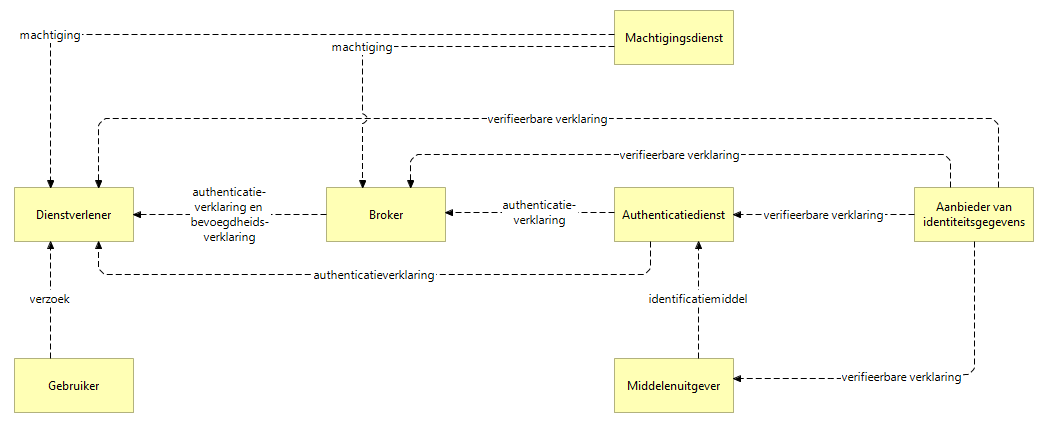 machtiging
Machtigingsdienst
machtiging
verifieerbare verklaring
verifieerbare verklaring
Dienstverlener
authenticatie-
verklaring en
bevoegdheids-
verklaring
Broker
authenticatie-
verklaring
Authenticatiedienst
verifieerbare verklaring
Aanbieder van
identiteitsgegevens
authenticatieverklaring
verzoek
identificatiemiddel
Gebruiker
Middelenuitgever
verifieerbare verklaring